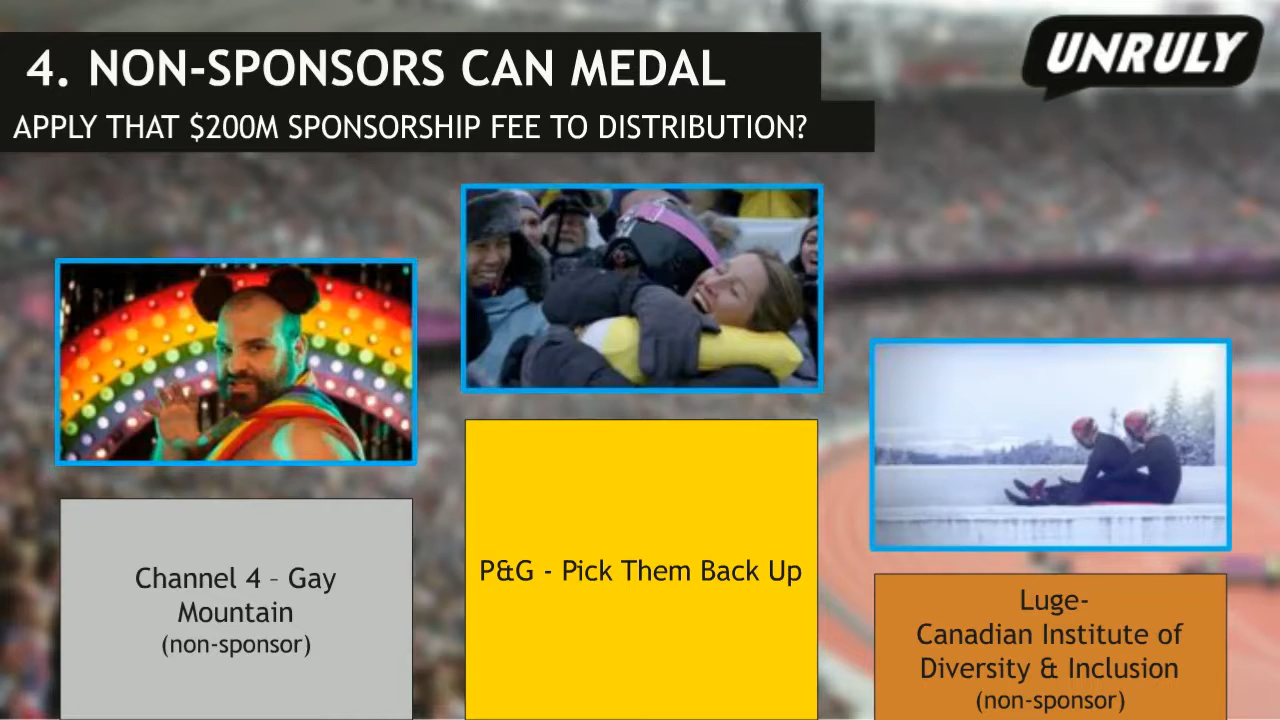 4. NON-SPONSORS CAN MEDAL
UNRULY
APPLY THAT $200M SPONSORSHIP FEE TO DISTRIBUTION?
Channel 4 – Gay
Mountain
(non-sponsor)
P&G - Pick Them Back Up
Luge-
Canadian Institute of
Diversity & Inclusion
(non-sponsor)